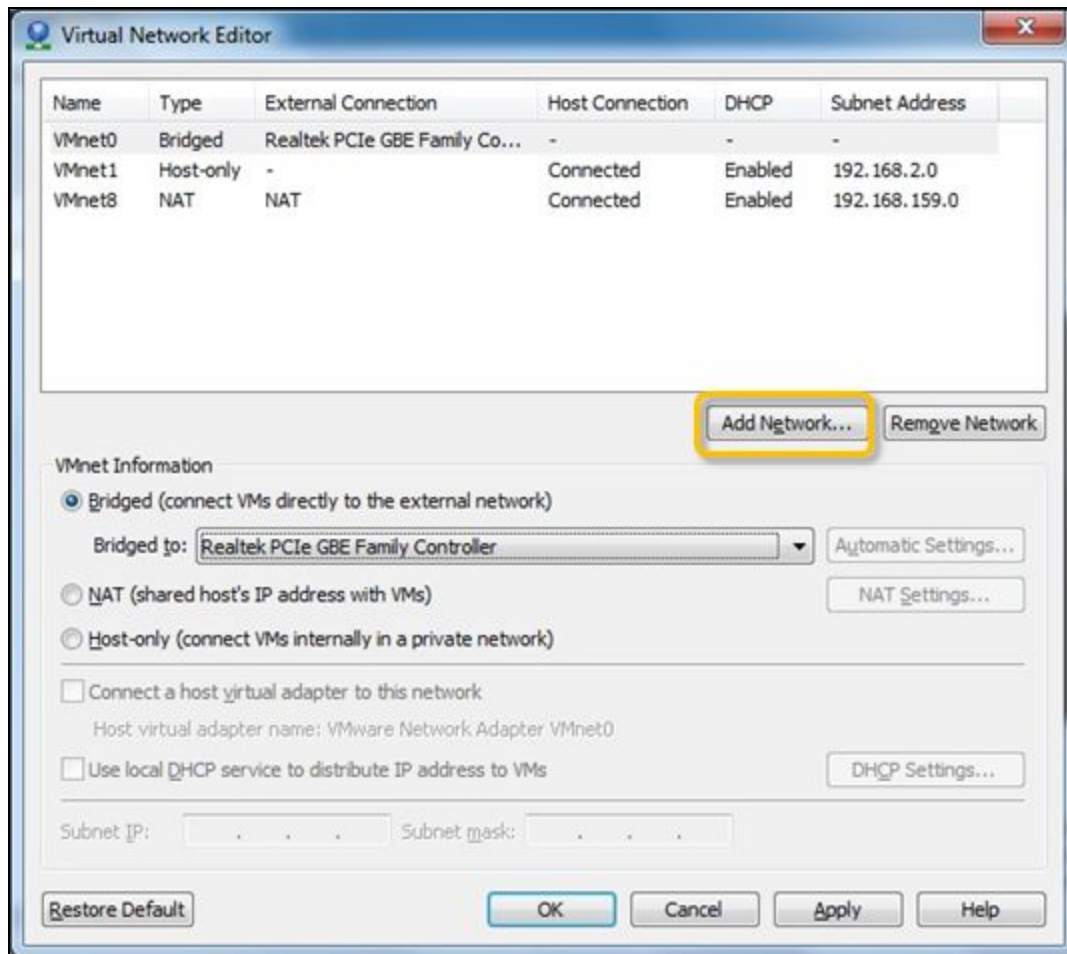 Virtual Network Editor
Name Type External Connection Host Connection DHCP Subnet Address
VMnet0 Bridged Realtek PCIe GBE Family Co... - - -
VMnet1 Host-only - Connected Enabled 192.168.2.0
VMnet8 NAT NAT Connected Enabled 192.168.159.0
Add Network... Remove Network
VMnet Information
Bridged (connect VMs directly to the external network)
Bridged to: Realtek PCIe GBE Family Controller Automatic Settings...
NAT (shared host's IP address with VMs) NAT Settings...
Host-only (connect VMs internally in a private network)
Connect a host virtual adapter to this network
Host virtual adapter name: VMware Network Adapter VMnet0
Use local DHCP service to distribute IP address to VMs DHCP Settings...
Subnet IP: . . . Subnet mask: . . .
Restore Default OK Cancel Apply Help